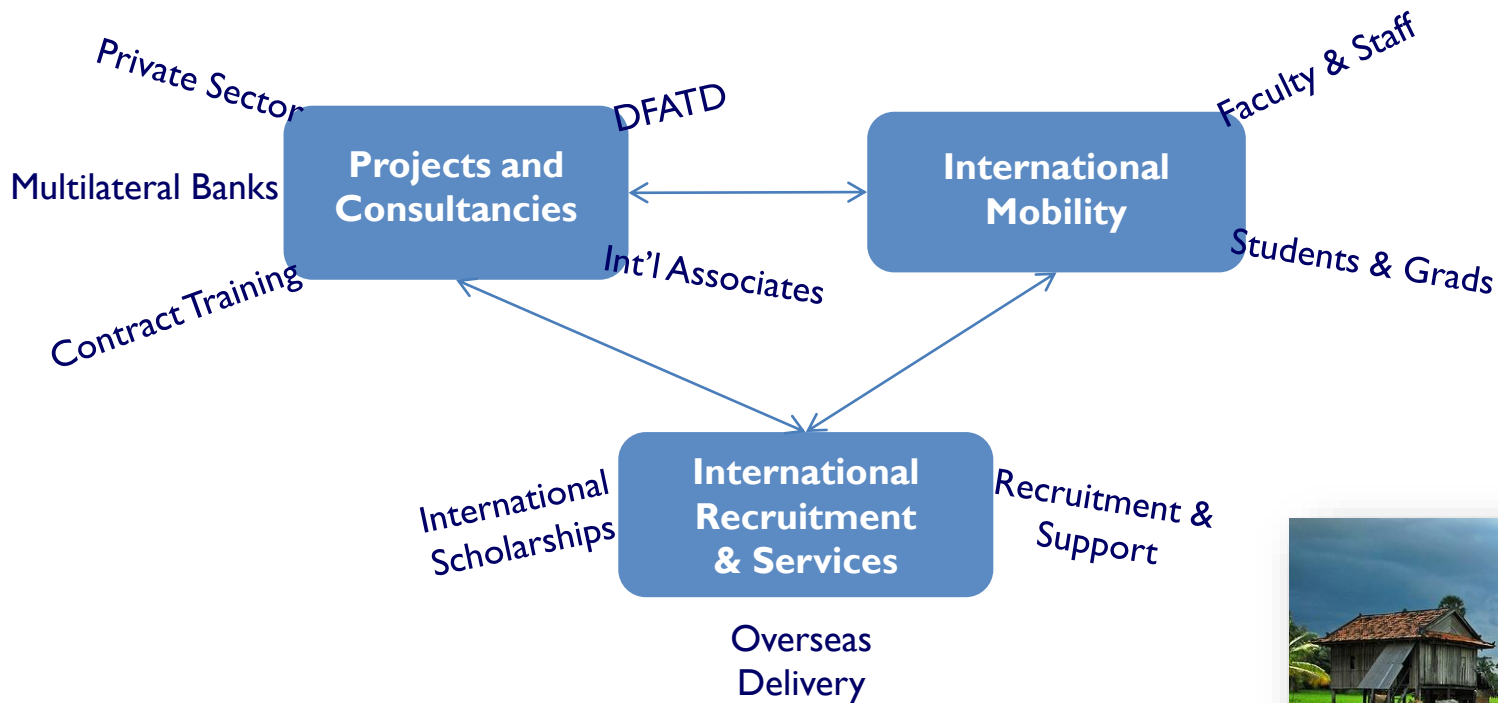 Private Sector
DFATD
Faculty & Staff
Projects and
Consultancies
International
Mobility
Multilateral Banks
Int'l Associates
Students & Grads
Contract Training
International
Recruitment
& Services
International
Scholarships
Recruitment &
Support
Overseas
Delivery